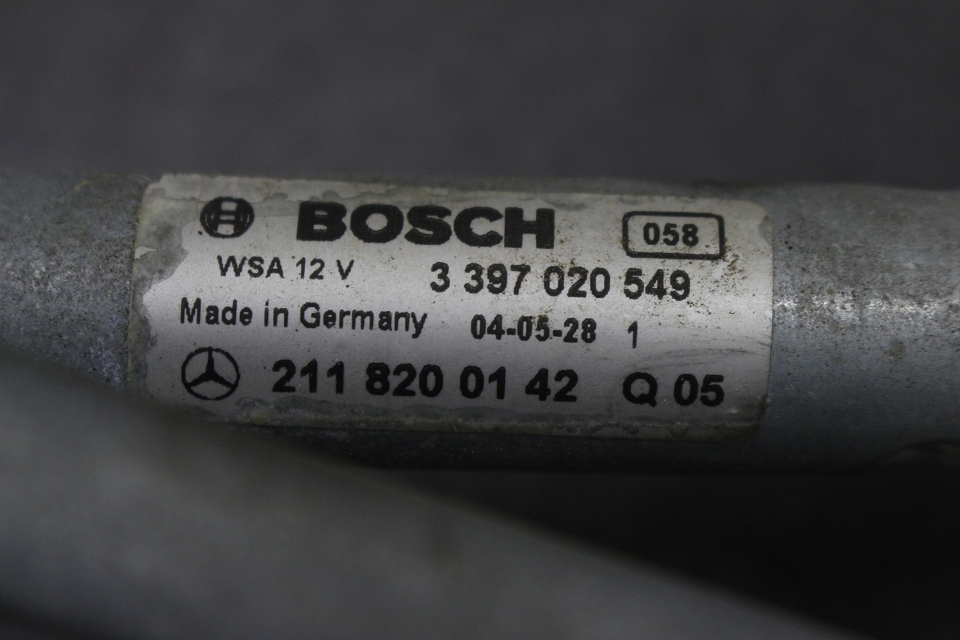 BOSCH 058
WSA 12 V 3 397 020 549
Made in Germany 04-05-28 1
211 820 01 42 Q 05